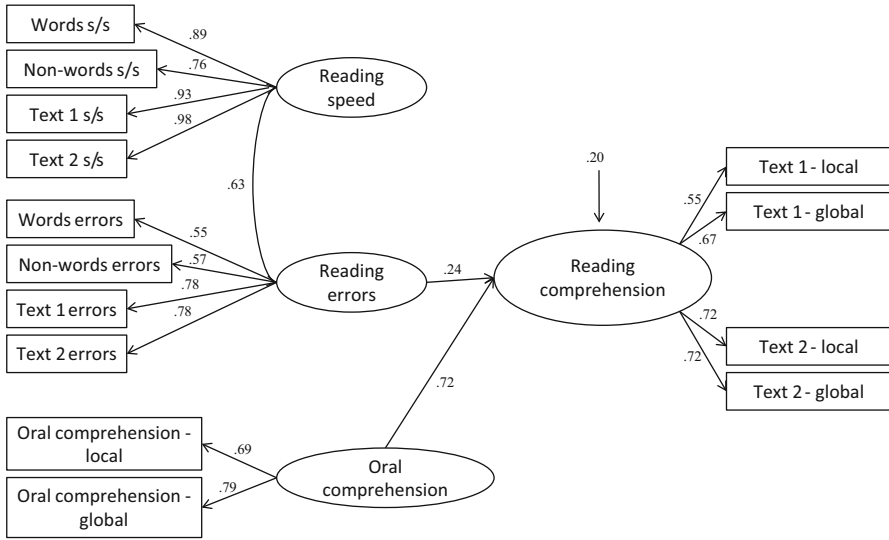 Words s/s
Non-words s/s
Text 1 s/s
Text 2 s/s
.89
.76
.93
.98
Reading
speed
.63
Words errors
Non-words errors
Text 1 errors
Text 2 errors
.55
.57
.78
.78
Reading
errors
.24
.20
Reading
comprehension
Text 1 - local
Text 1 - global
.55
.67
.72
.72
Text 2 - local
Text 2 - global
.72
Oral comprehension -
local
Oral comprehension -
global
.69
.79
Oral
comprehension